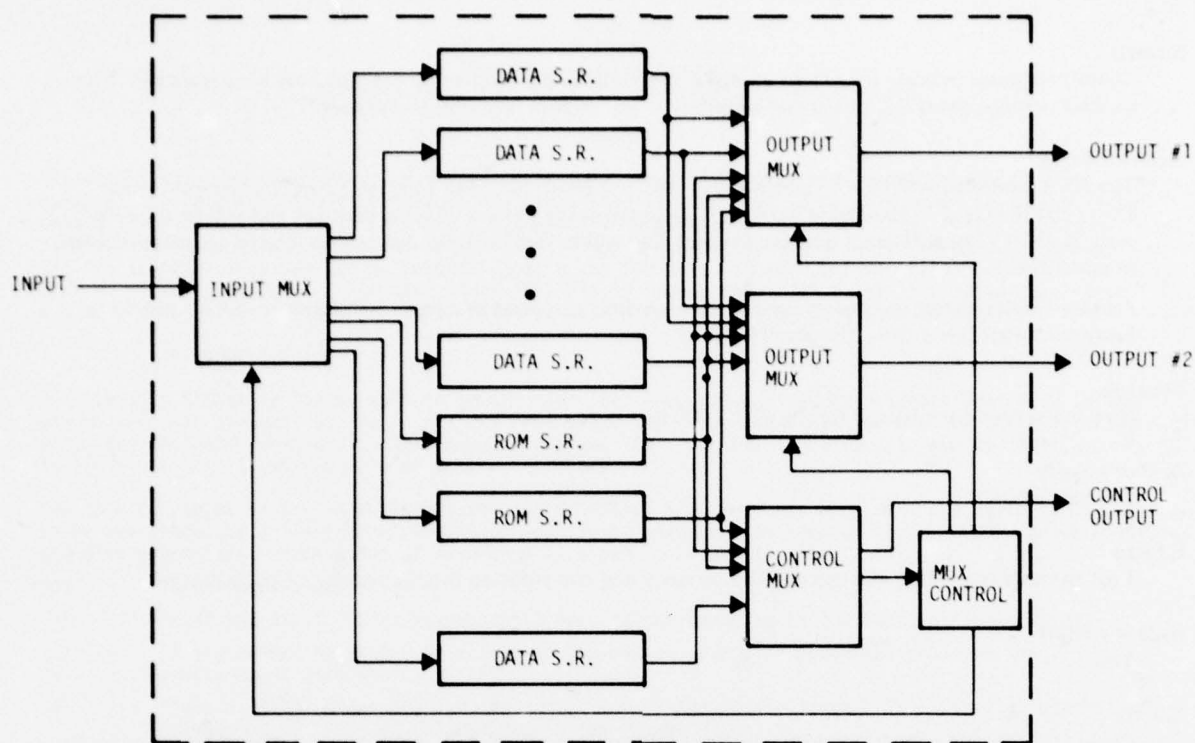 DATA S.R.
DATA S.R.
OUTPUT
MUX
OUTPUT #1
INPUT
INPUT MUX
DATA S.R.
OUTPUT
MUX
OUTPUT #2
ROM S.R.
ROM S.R.
CONTROL
OUTPUT
CONTROL
MUX
MUX
CONTROL
DATA S.R.